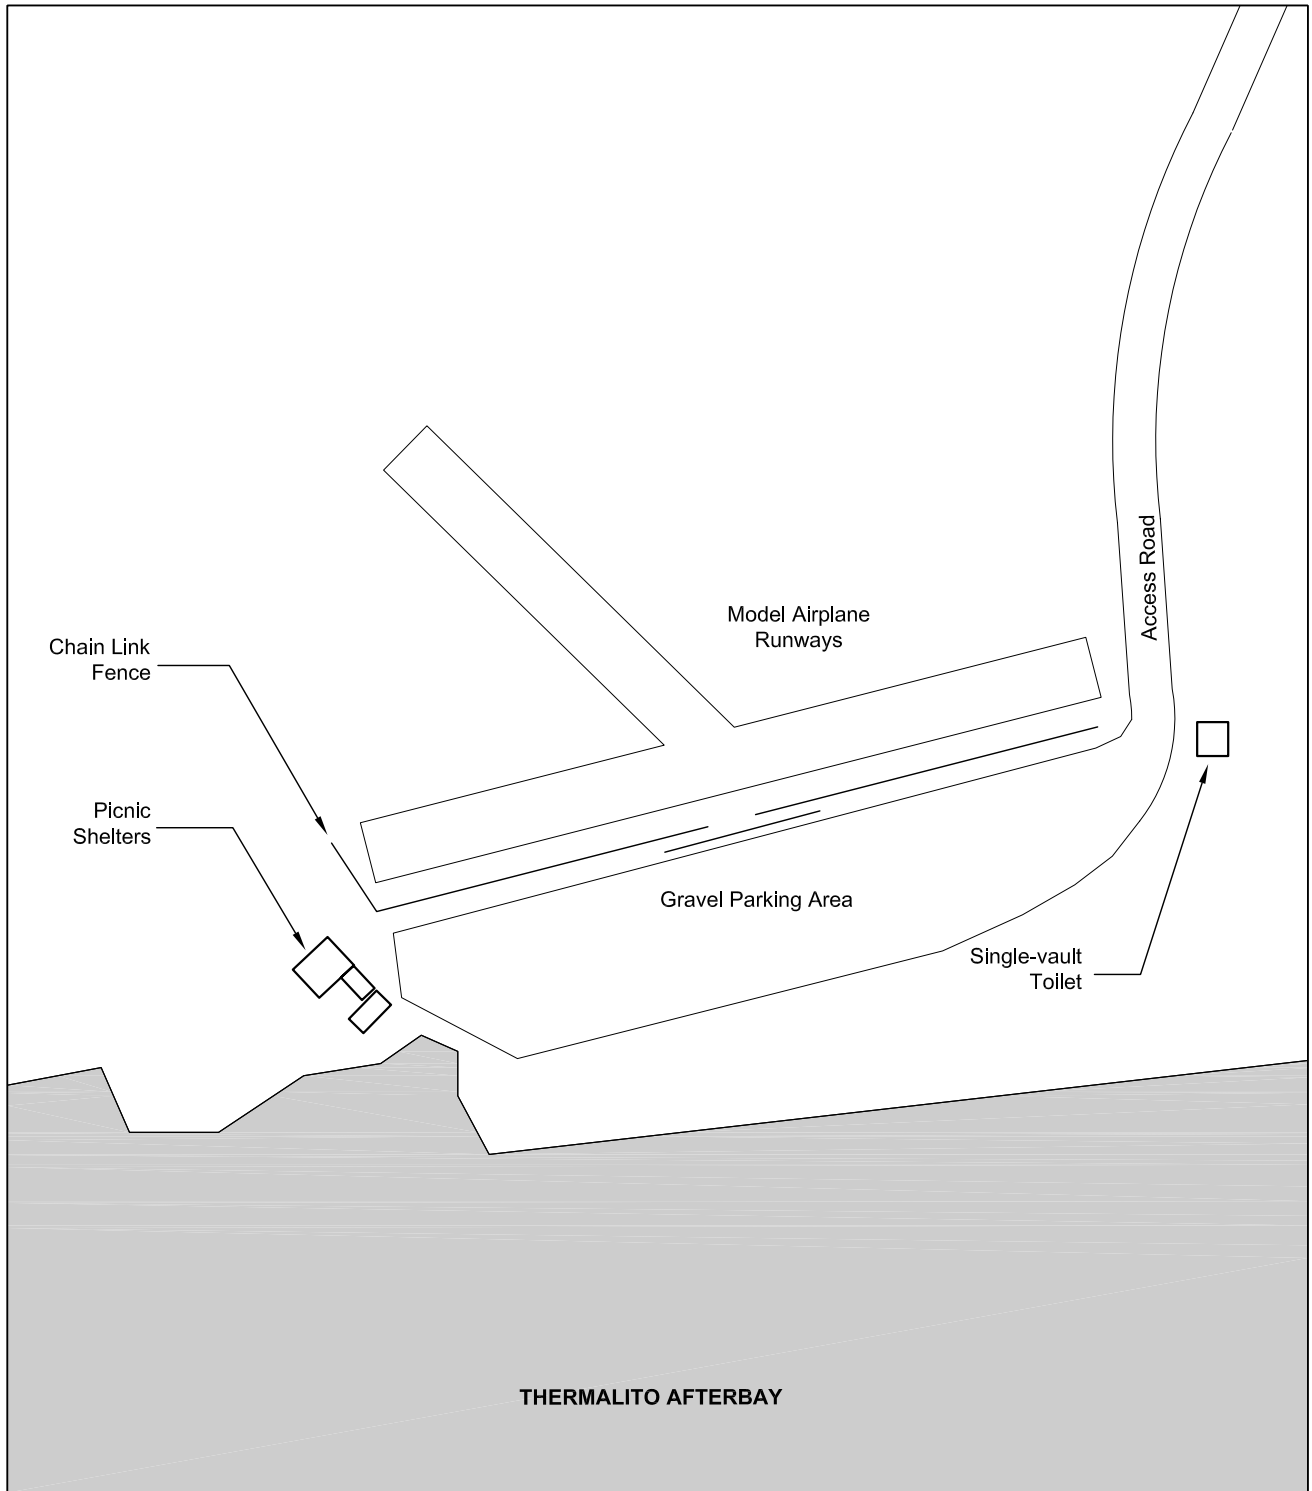 Access Road
Model Airplane
Runways
Chain Link
Fence
Picnic
Shelters
Gravel Parking Area
Single-vault
Toilet
THERMALITO AFTERBAY